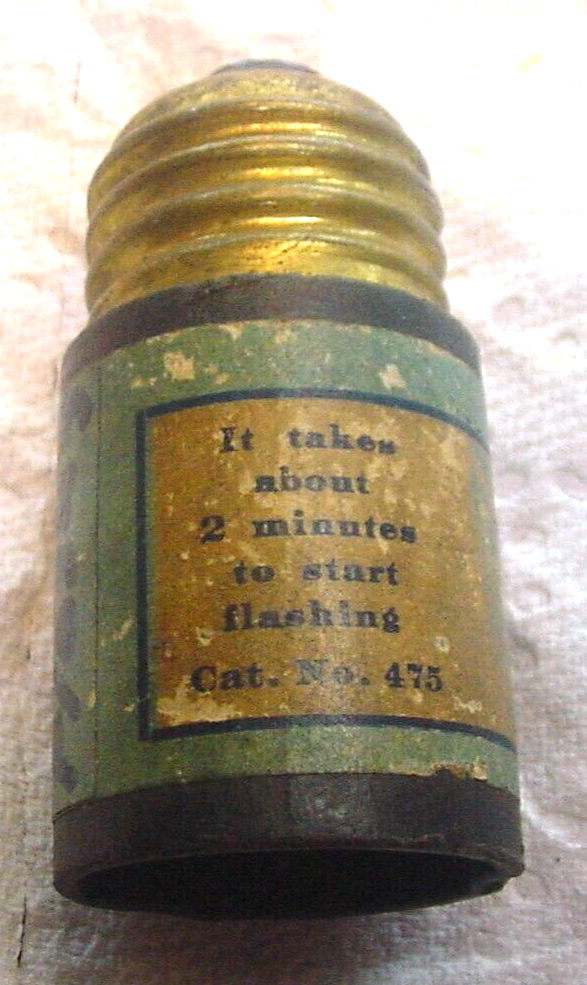 It takes
about
2 minutes
to start
flashing
Cat. No. 475